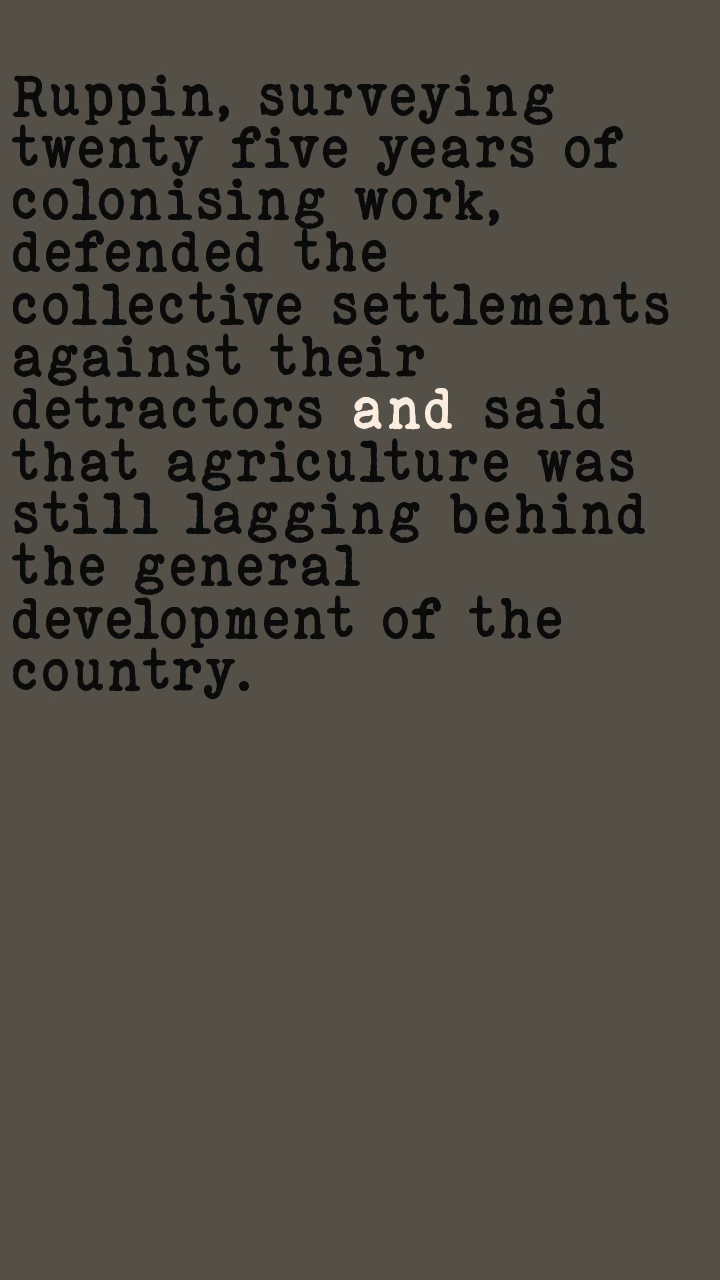 Ruppin, surveying
twenty five years of
colonising work,
defended the
collective settlements
against their
detractors and said
that agriculture was
still lagging behind
the general
development of the
country.